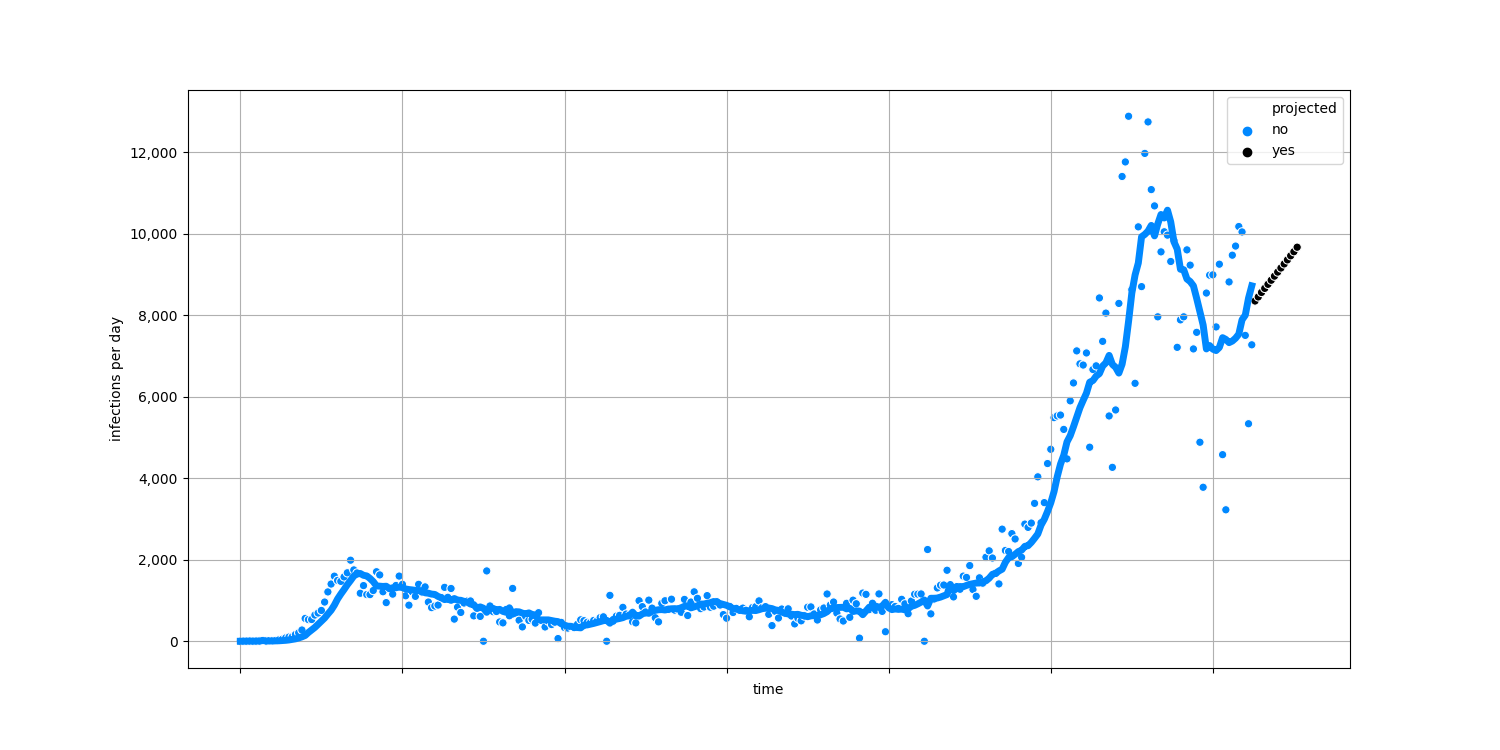 projected
no
yes
12,000
10,000
8,000
6,000
4,000
2,000
0
infections per day
time